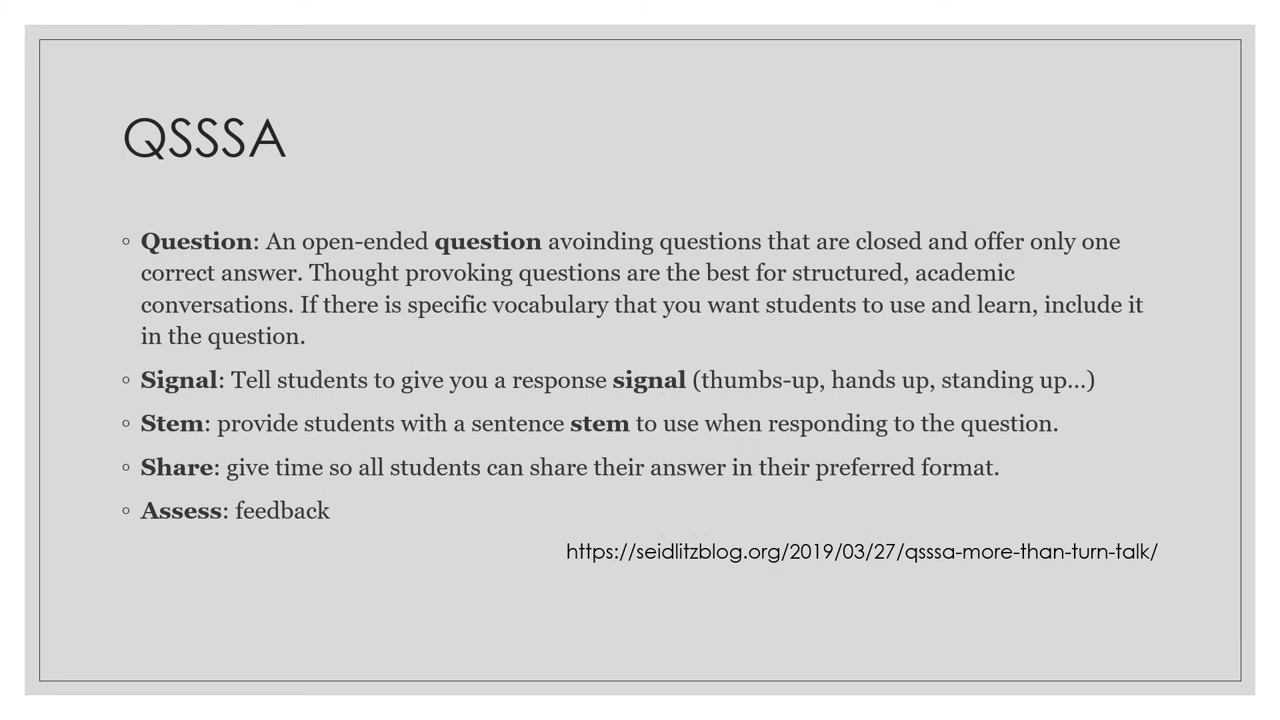 QSSSA
◦ Question: An open-ended question avoinding questions that are closed and offer only one
correct answer. Thought provoking questions are the best for structured, academic
conversations. If there is specific vocabulary that you want students to use and learn, include it
in the question.
◦ Signal: Tell students to give you a response signal (thumbs-up, hands up, standing up…)
◦ Stem: provide students with a sentence stem to use when responding to the question.
◦ Share: give time so all students can share their answer in their preferred format.
◦ Assess: feedback
https://seidlitzblog.org/2019/03/27/qsssa-more-than-turn-talk/